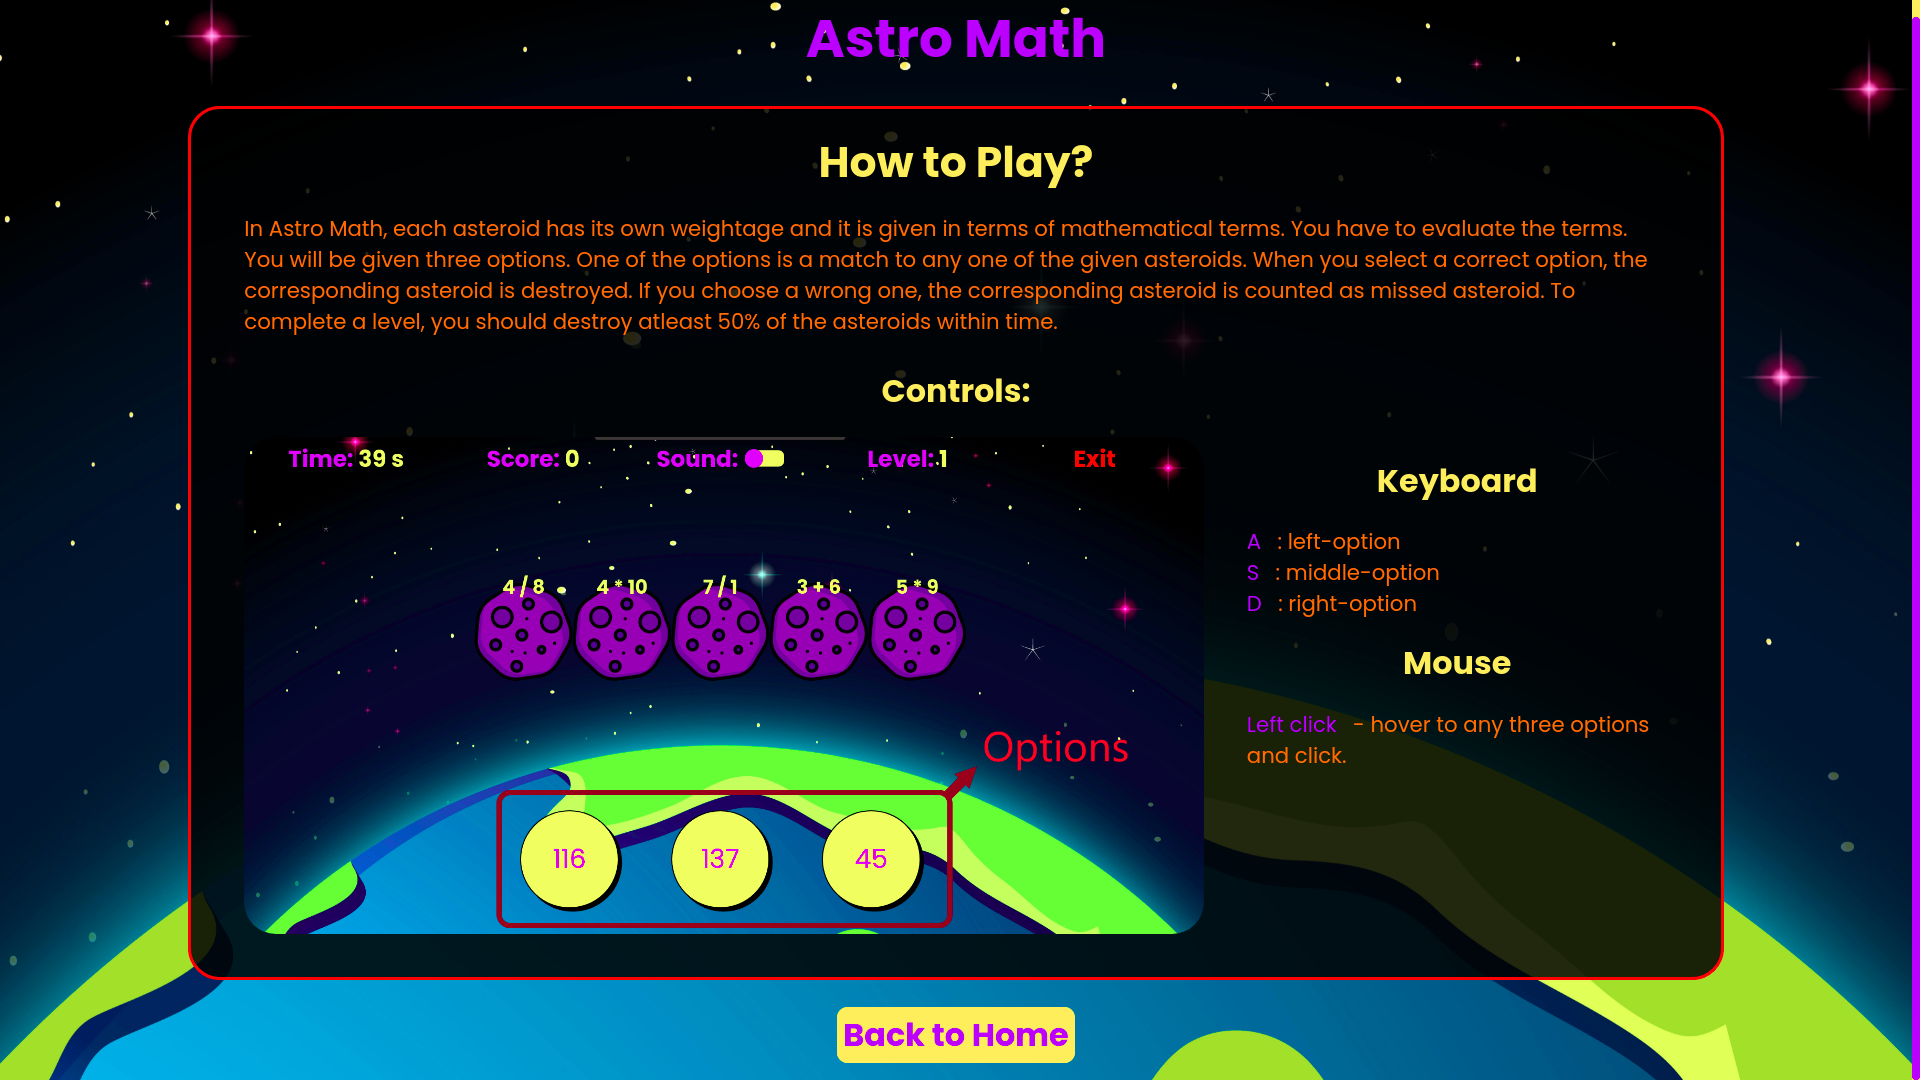 Astro Math
How to Play?
In Astro Math, each asteroid has its own weightage and it is given in terms of mathematical terms. You have to evaluate the terms.
You will be given three options. One of the options is a match to any one of the given asteroids. When you select a correct option, the
corresponding asteroid is destroyed. If you choose a wrong one, the corresponding asteroid is counted as missed asteroid. To
complete a level, you should destroy atleast 50% of the asteroids within time.
Controls:
Time: 39 s Score: 0 Sound: Level: 1 Exit
4 / 8 4 * 10 7 / 1 3 + 6 5 * 9
Options
116 137 45
Keyboard
A : left-option
S : middle-option
D : right-option
Mouse
Left click - hover to any three options
and click.
Back to Home